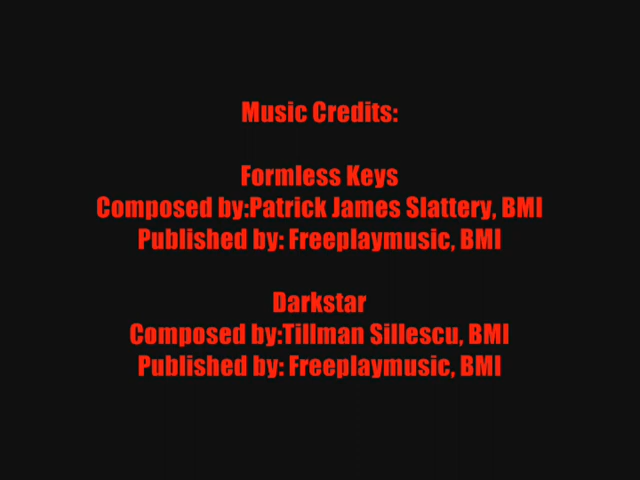 Music Credits:
Formless Keys
Composed by:Patrick James Slattery, BMI
Published by: Freeplaymusic, BMI
Darkstar
Composed by:Tillman Sillescu, BMI
Published by: Freeplaymusic, BMI